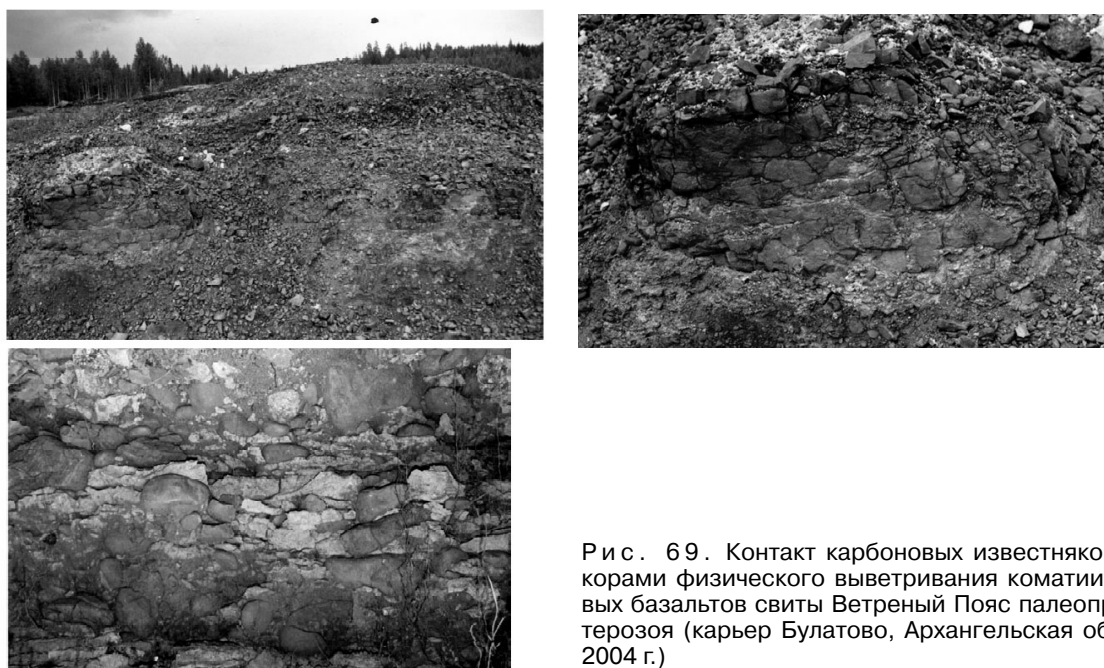 Рис. 69. Контакт карбоновых известняко
корами физического выветривания коматии
вых базальтов свиты Ветреный Пояс палеопр
терозоя (карьер Булатово, Архангельская об
2004 г.)